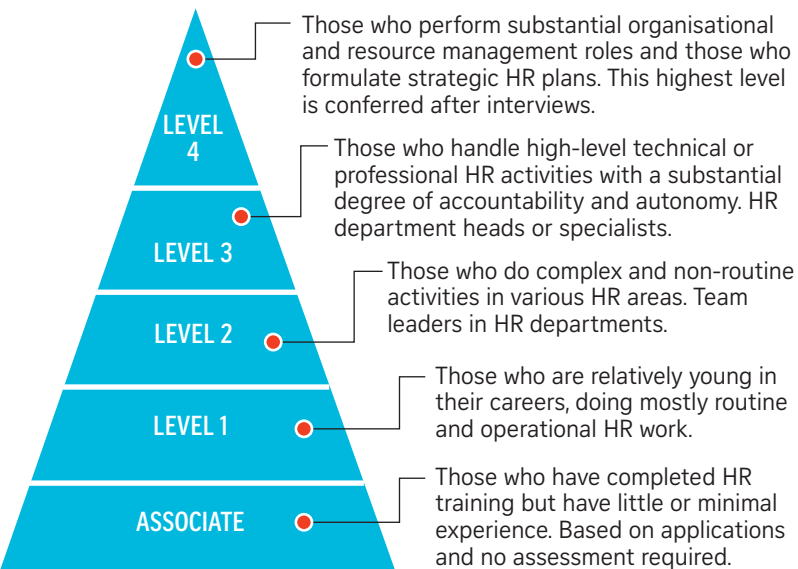 Those who perform substantial organisational
and resource management roles and those who
formulate strategic HR plans. This highest level
is conferred after interviews.
LEVEL
4
Those who handle high-level technical or
professional HR activities with a substantial
degree of accountability and autonomy. HR
department heads or specialists.
LEVEL 3
Those who do complex and non-routine
activities in various HR areas. Team
leaders in HR departments.
LEVEL 2
Those who are relatively young in
their careers, doing mostly routine
and operational HR work.
LEVEL 1
Those who have completed HR
training but have little or minimal
experience. Based on applications
and no assessment required.
ASSOCIATE